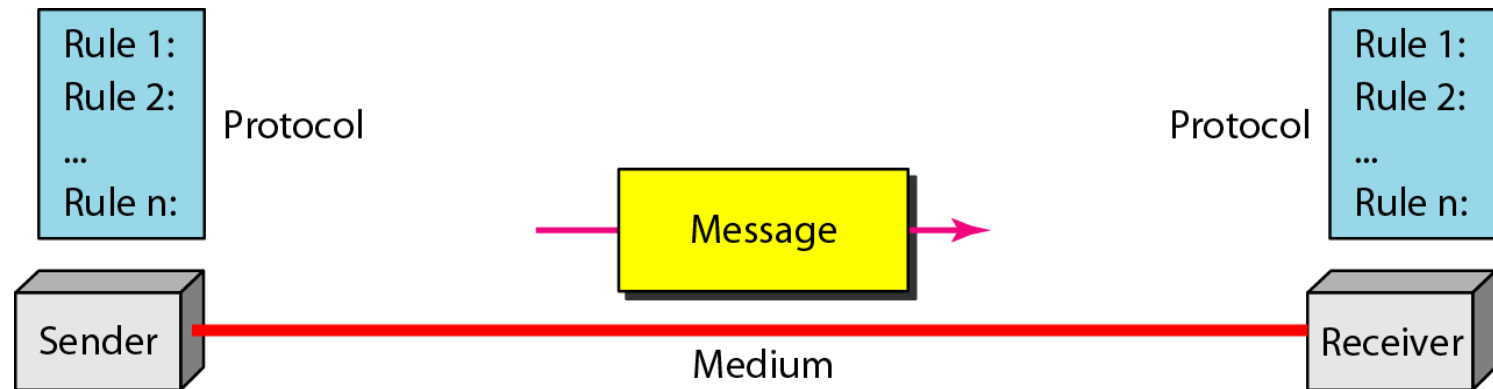 Rule 1:
Rule 2:
...
Rule n:
Protocol
Message
Protocol
Rule 1:
Rule 2:
...
Rule n:
Sender
Medium
Receiver